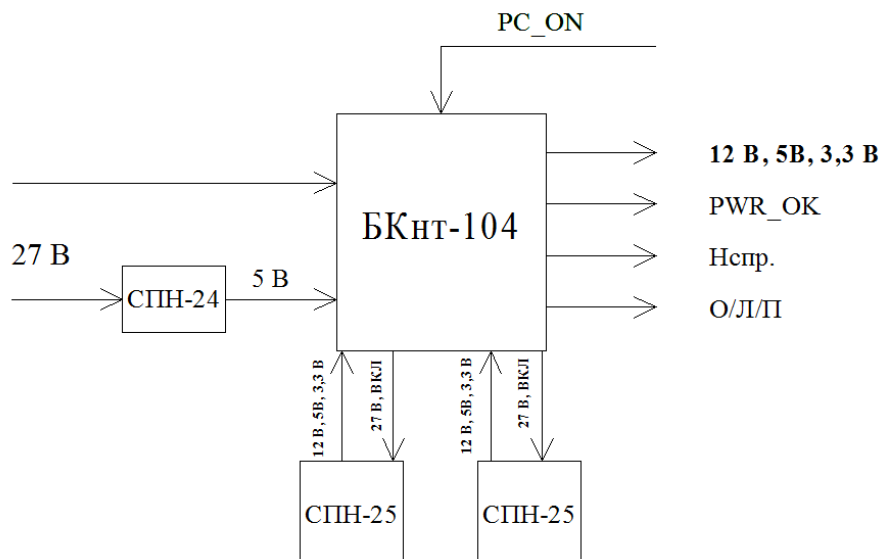 PC_ON
12 В, 5В, 3,3 В
БКнт-104
PWR_OK
27 В
Нспр.
5 В
СПН-24
О/Л/П
12 В, 5В, 3,3 В
27 В, ВКЛ
12 В, 5В, 3,3 В
27 В, ВКЛ
СПН-25
СПН-25